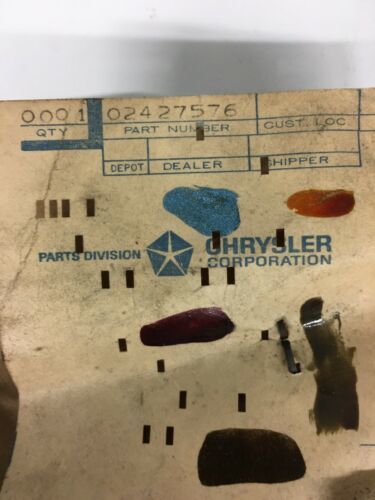 0001 02427576
QTY PART NUMBER CUST. LOC
DEPOT DEALER SHIPPER
PARTS DIVISION CHRYSLER CORPORATION